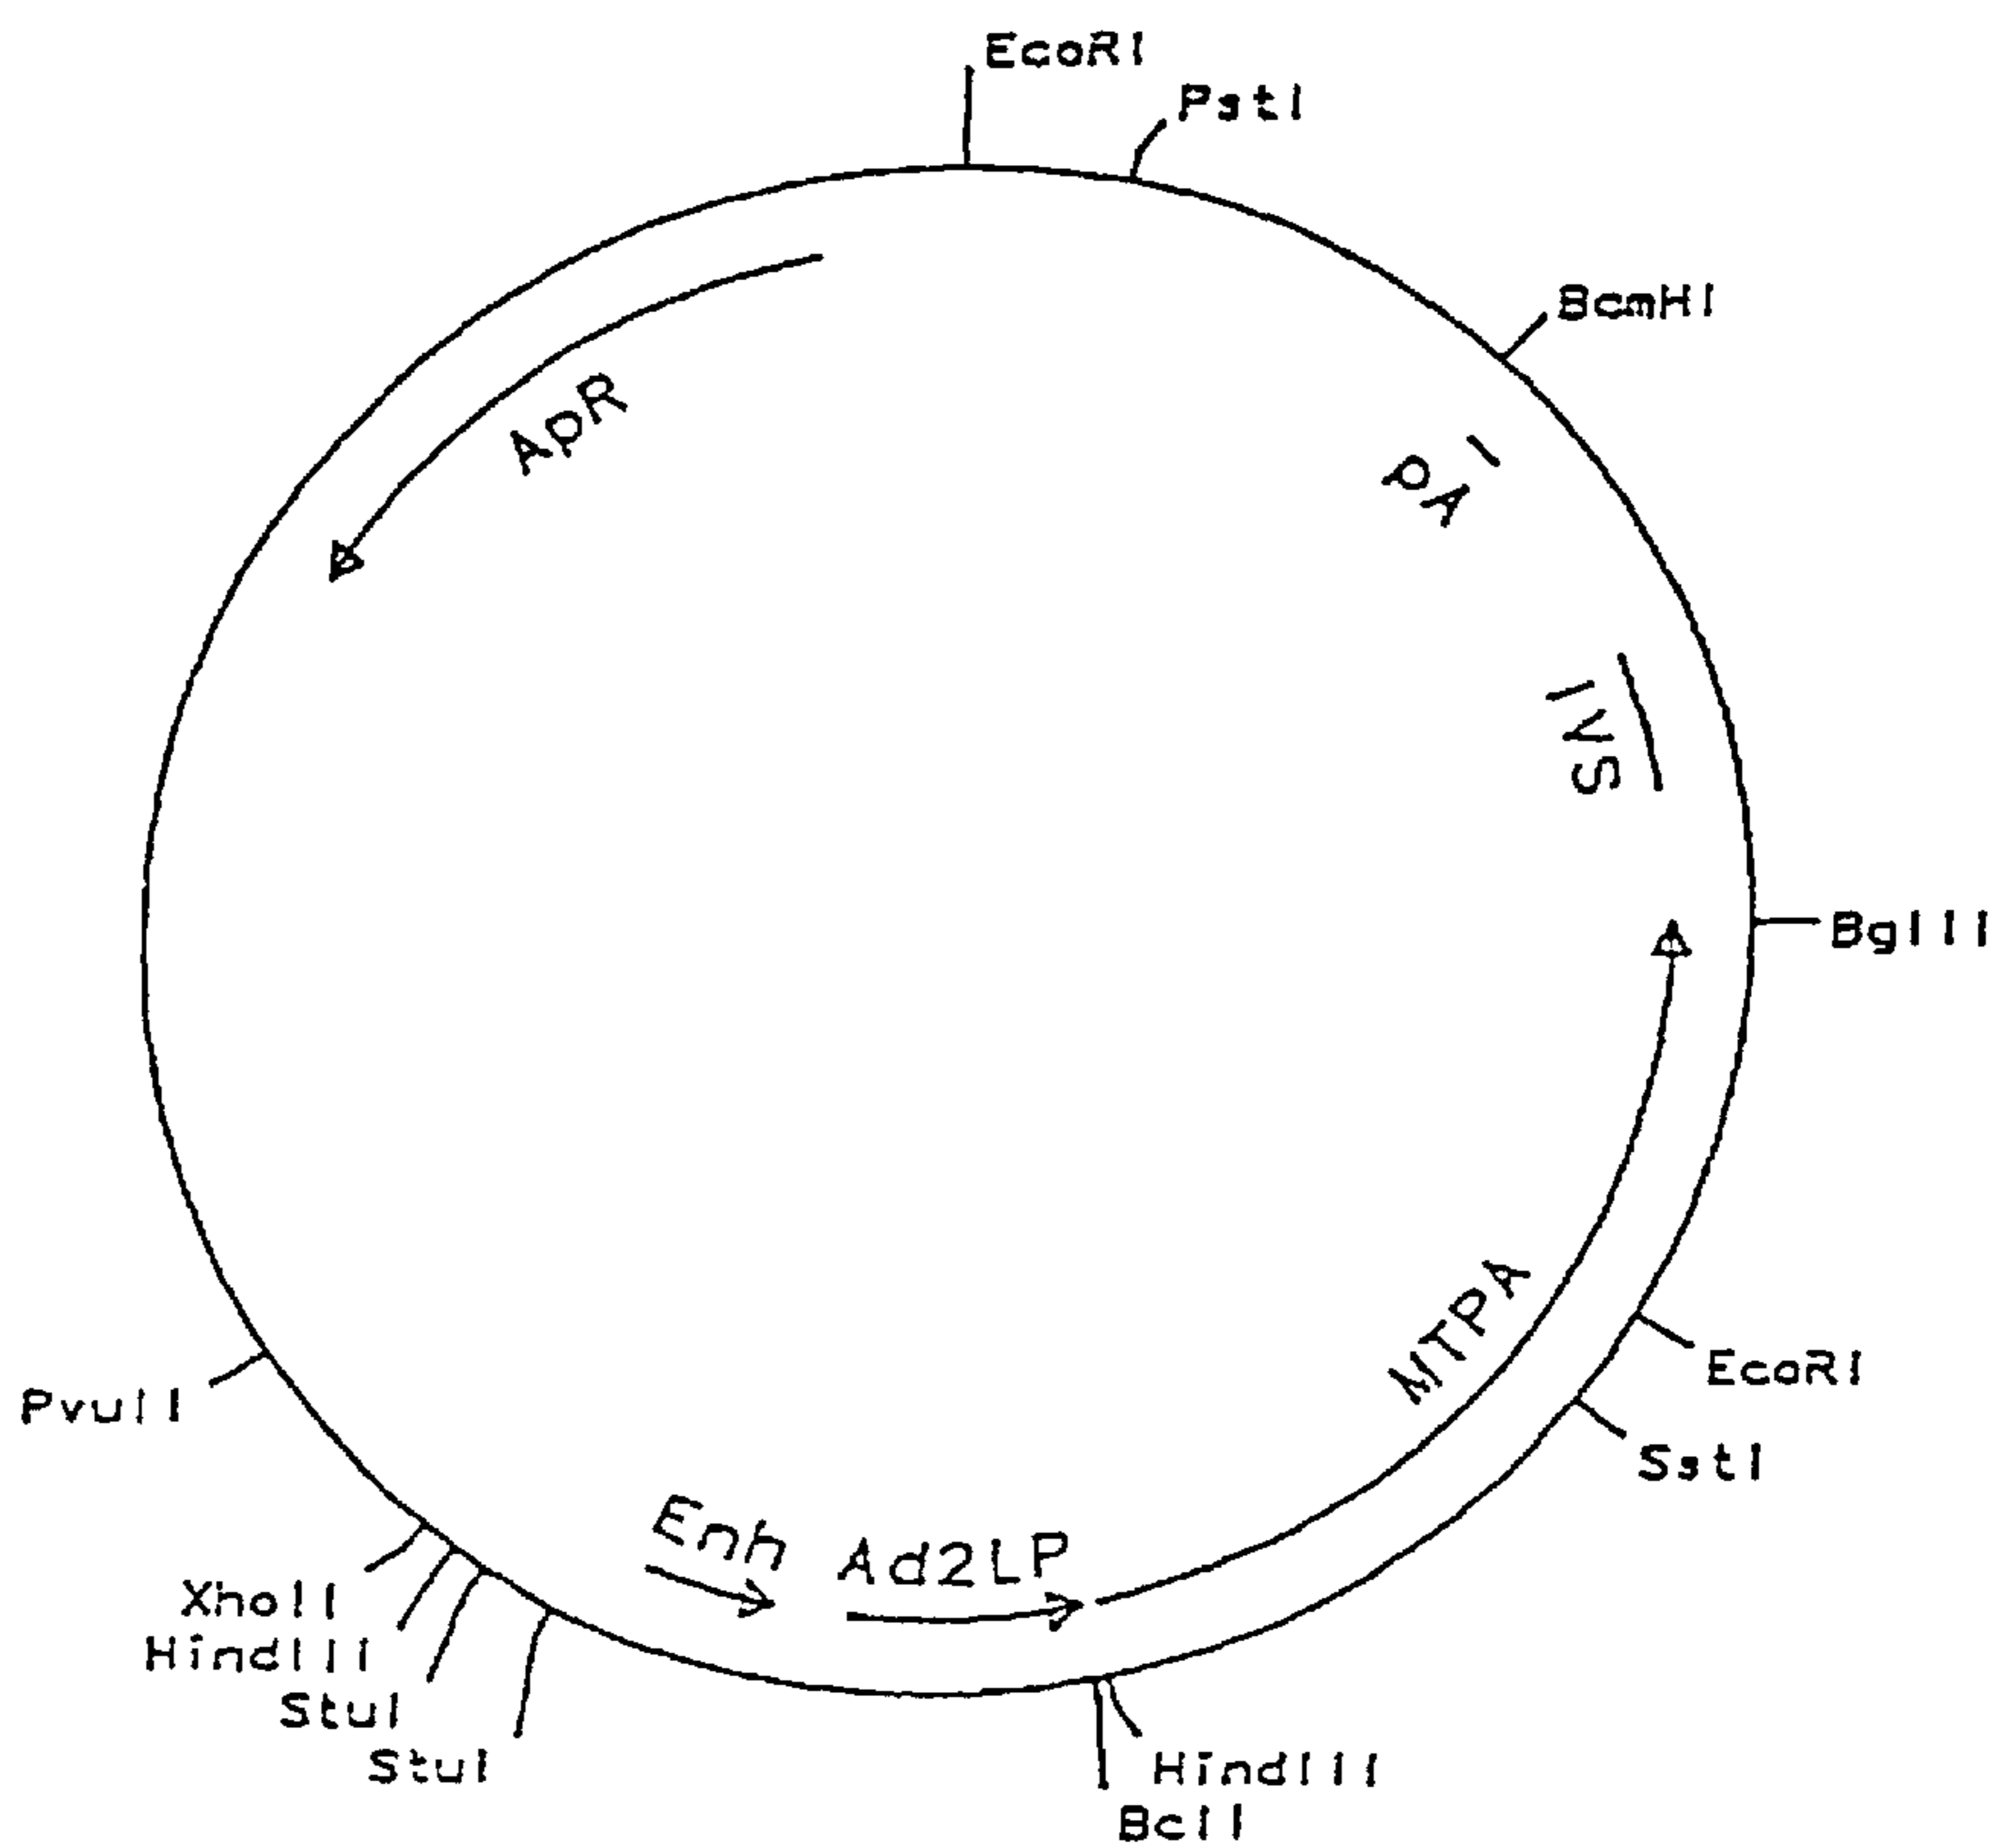 EcoRI
PstI
BamHI
ApR
pA
IVS
BglII
MTPA
EcoRI
SstI
PvuII
Enh
Ad2LP
XhoII
HindIII
StuI
StuI
HindIII
BclI